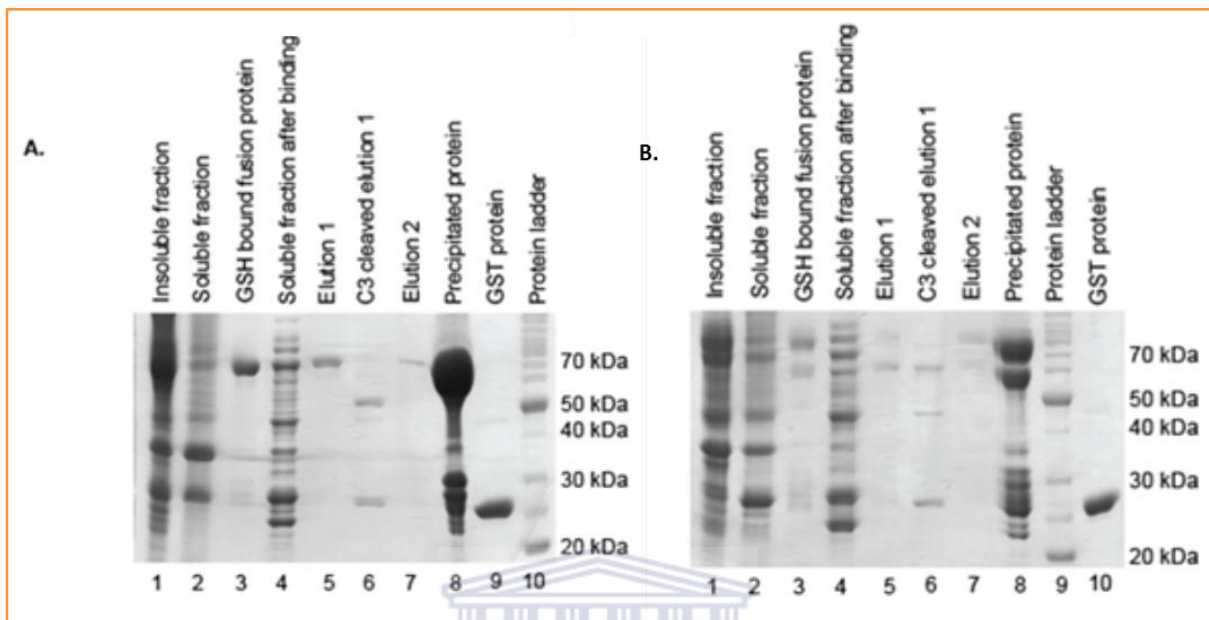 A.
Insoluble fraction
Soluble fraction
GSH bound fusion protein
Soluble fraction after binding
Elution 1
C3 cleaved elution 1
Elution 2
Precipitated protein
GST protein
Protein ladder
70 kDa
50 kDa
40 kDa
30 kDa
20 kDa
1 2 3 4 5 6 7 8 9 10
B.
Insoluble fraction
Soluble fraction
GSH bound fusion protein
Soluble fraction after binding
Elution 1
C3 cleaved elution 1
Elution 2
Precipitated protein
Protein ladder
GST protein
70 kDa
50 kDa
40 kDa
30 kDa
20 kDa
1 2 3 4 5 6 7 8 9 10